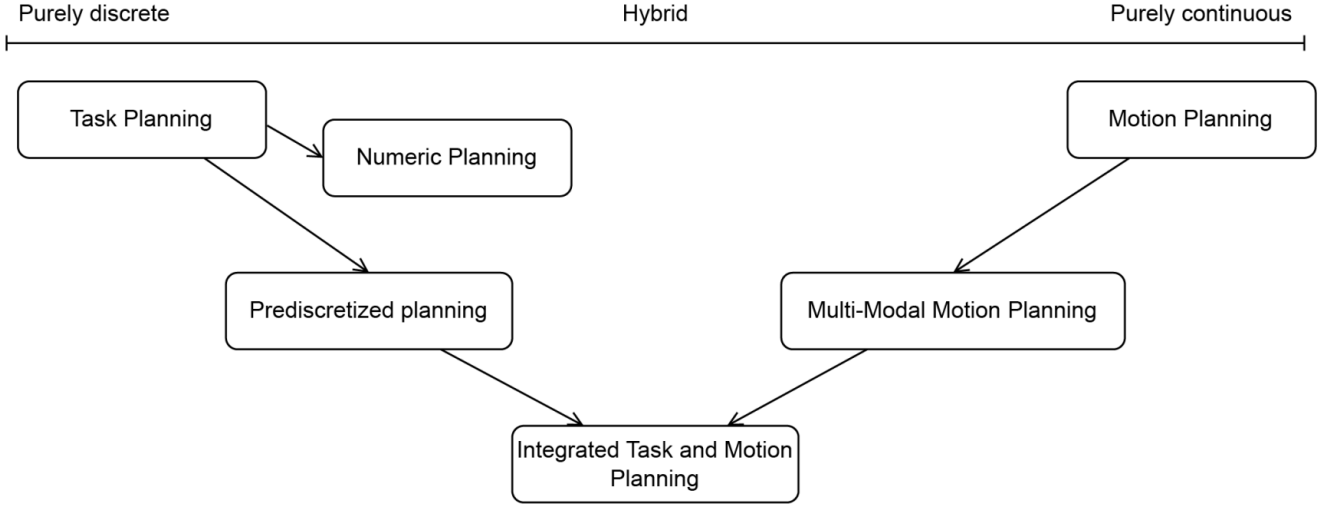 Purely discrete
Hybrid
Purely continuous
Task Planning
Motion Planning
Numeric Planning
Prediscretized planning
Multi-Modal Motion Planning
Integrated Task and Motion
Planning